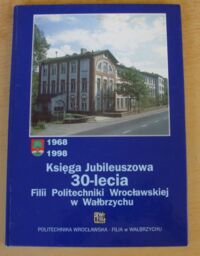 1968
1998
Księga Jubileuszowa
30-lecia
Filii Politechniki Wrocławskiej
w Wałbrzychu
POLITECHNIKA WROCŁAWSKA - FILIA w WAŁBRZYCHU